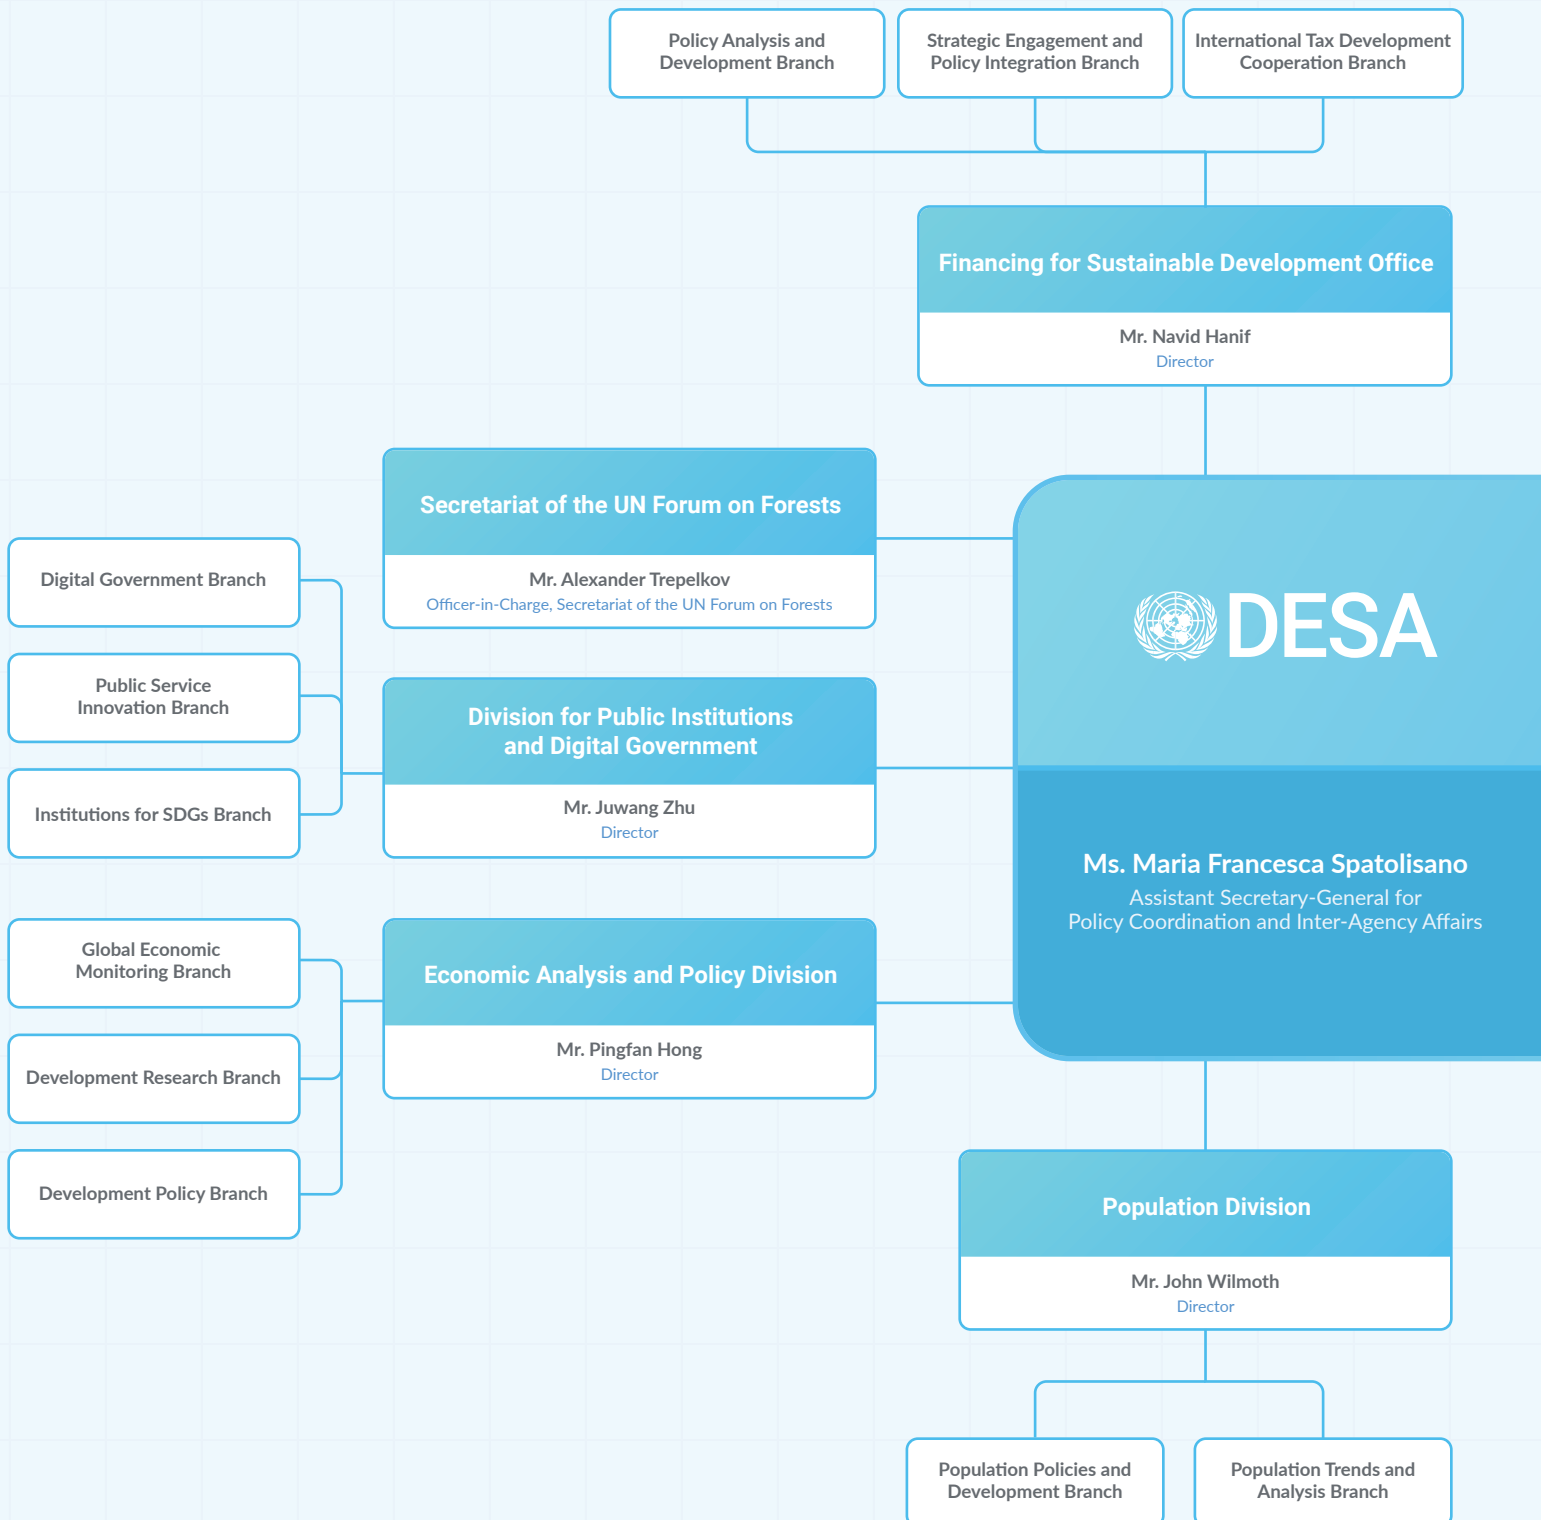 Policy Analysis and
Development Branch
Strategic Engagement and
Policy Integration Branch
International Tax Development
Cooperation Branch
Financing for Sustainable Development Office
Mr. Navid Hanif
Director
Secretariat of the UN Forum on Forests
Mr. Alexander Trepelkov
Officer-in-Charge, Secretariat of the UN Forum on Forests
Digital Government Branch
Public Service
Innovation Branch
Institutions for SDGs Branch
Division for Public Institutions
and Digital Government
Mr. Juwang Zhu
Director
DESA
Ms. Maria Francesca Spatolisano
Assistant Secretary-General for
Policy Coordination and Inter-Agency Affairs
Global Economic
Monitoring Branch
Development Research Branch
Development Policy Branch
Economic Analysis and Policy Division
Mr. Pingfan Hong
Director
Population Division
Mr. John Wilmoth
Director
Population Policies and
Development Branch
Population Trends and
Analysis Branch